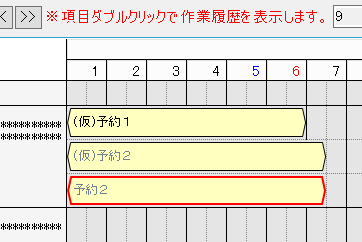 < >> ※項目ダブルクリックで作業履歴を表示します。 9
1 2 3 4 5 6 7
(仮)予約１
***********
***********
(仮)予約２
予約２
***********